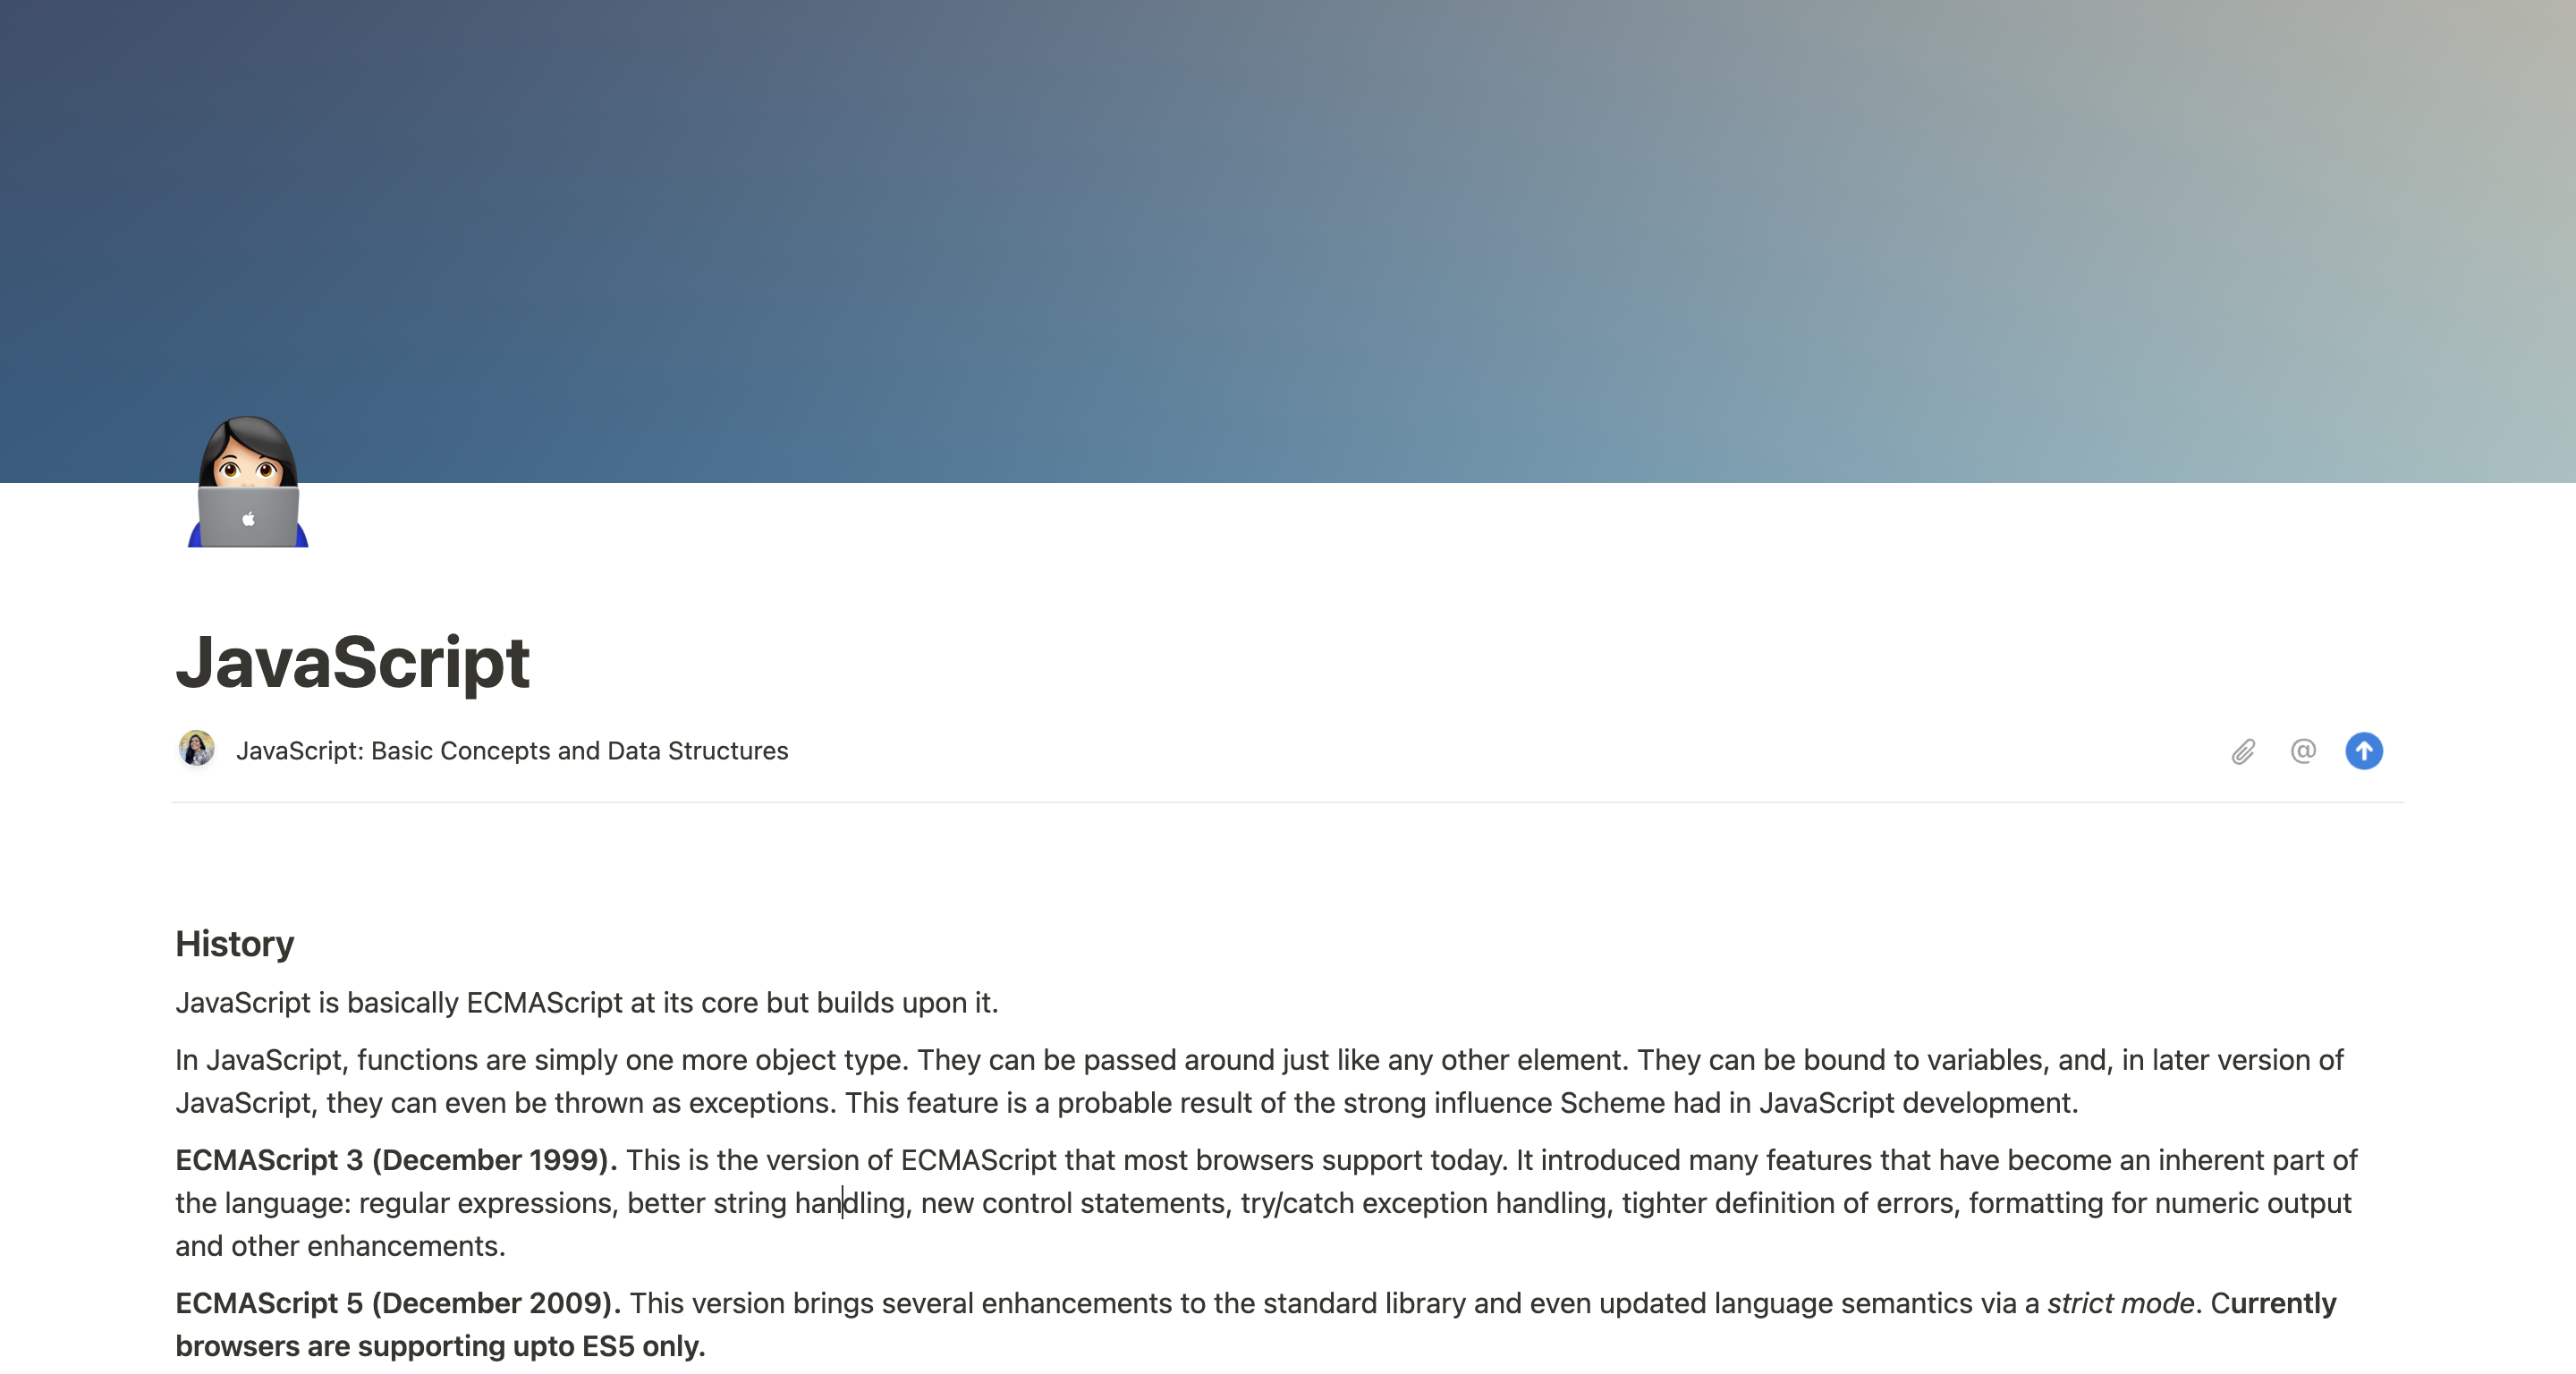 JavaScript
JavaScript: Basic Concepts and Data Structures
@
History
JavaScript is basically ECMAScript at its core but builds upon it.
In JavaScript, functions are simply one more object type. They can be passed around just like any other element. They can be bound to variables, and, in later version of
JavaScript, they can even be thrown as exceptions. This feature is a probable result of the strong influence Scheme had in JavaScript development.
ECMAScript 3 (December 1999). This is the version of ECMAScript that most browsers support today. It introduced many features that have become an inherent part of
the language: regular expressions, better string handling, new control statements, try/catch exception handling, tighter definition of errors, formatting for numeric output
and other enhancements.
ECMAScript 5 (December 2009). This version brings several enhancements to the standard library and even updated language semantics via a strict mode. Currently
browsers are supporting upto ES5 only.